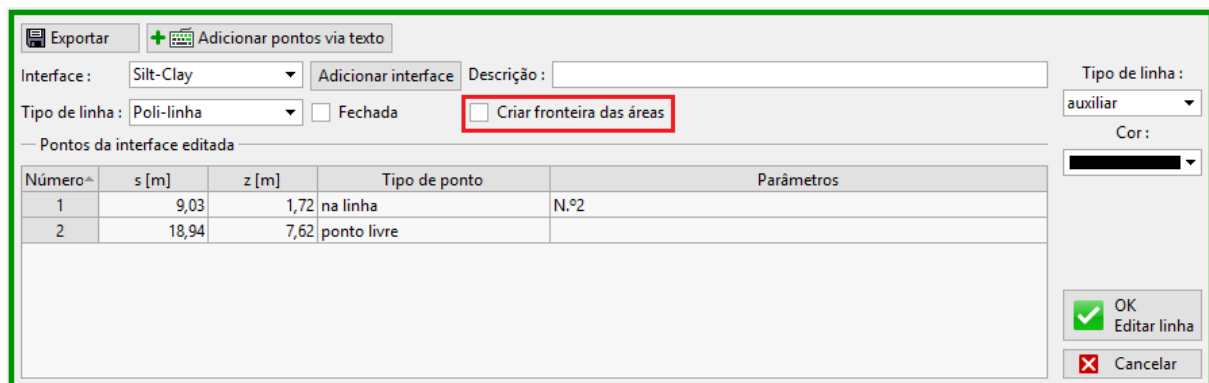 Exportar
Adicionar pontos via texto
Interface :
Silt-Clay
Adicionar interface
Descrição :
Tipo de linha :
Poli-linha
Fechada
Criar fronteira das áreas
Pontos da interface editada
Número s [m] z [m] Tipo de ponto Parâmetros
1 9,03 1,72 na linha N.º2
2 18,94 7,62 ponto livre
Tipo de linha :
auxiliar
Cor :
OK
Editar linha
Cancelar